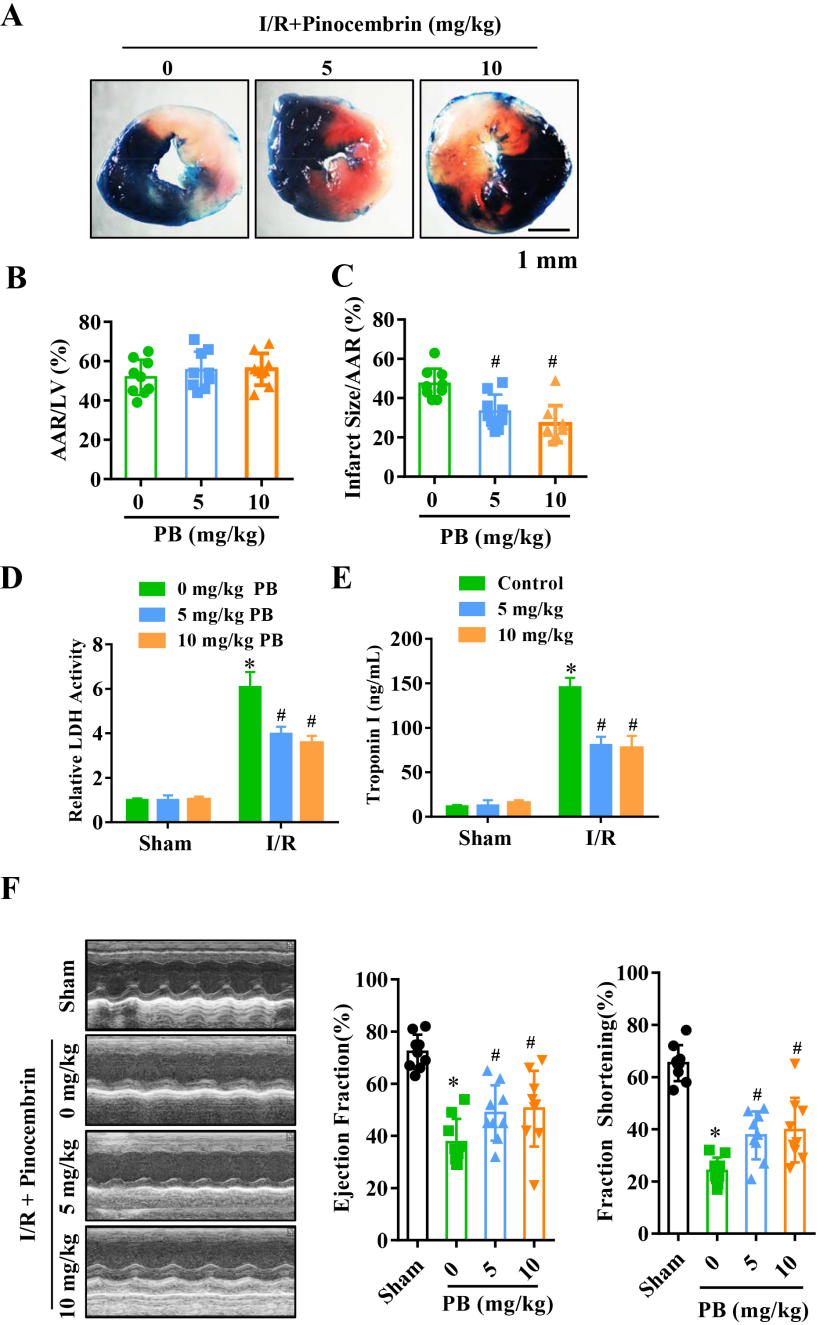 A
I/R+Pinocembrin (mg/kg)
0 5 10
1 mm
B
AAR/LV (%)
80
60
40
20
0
0 5 10
PB (mg/kg)
C
Infarct Size/AAR (%)
80
60
40
20
0
# #
0 5 10
PB (mg/kg)
D
0 mg/kg PB
5 mg/kg PB
10 mg/kg PB
Relative LDH Activity
8
6
4
2
0
* # #
Sham I/R
E
Control
5 mg/kg
10 mg/kg
Troponin I (ng/mL)
200
150
100
50
0
* # #
Sham I/R
F
Sham
I/R + Pinocembrin
0 mg/kg
5 mg/kg
10 mg/kg
Ejection Fraction(%)
100
80
60
40
20
0
* # #
Sham 0 5 10
PB (mg/kg)
Fraction Shortening(%)
100
80
60
40
20
0
* # #
Sham 0 5 10
PB (mg/kg)